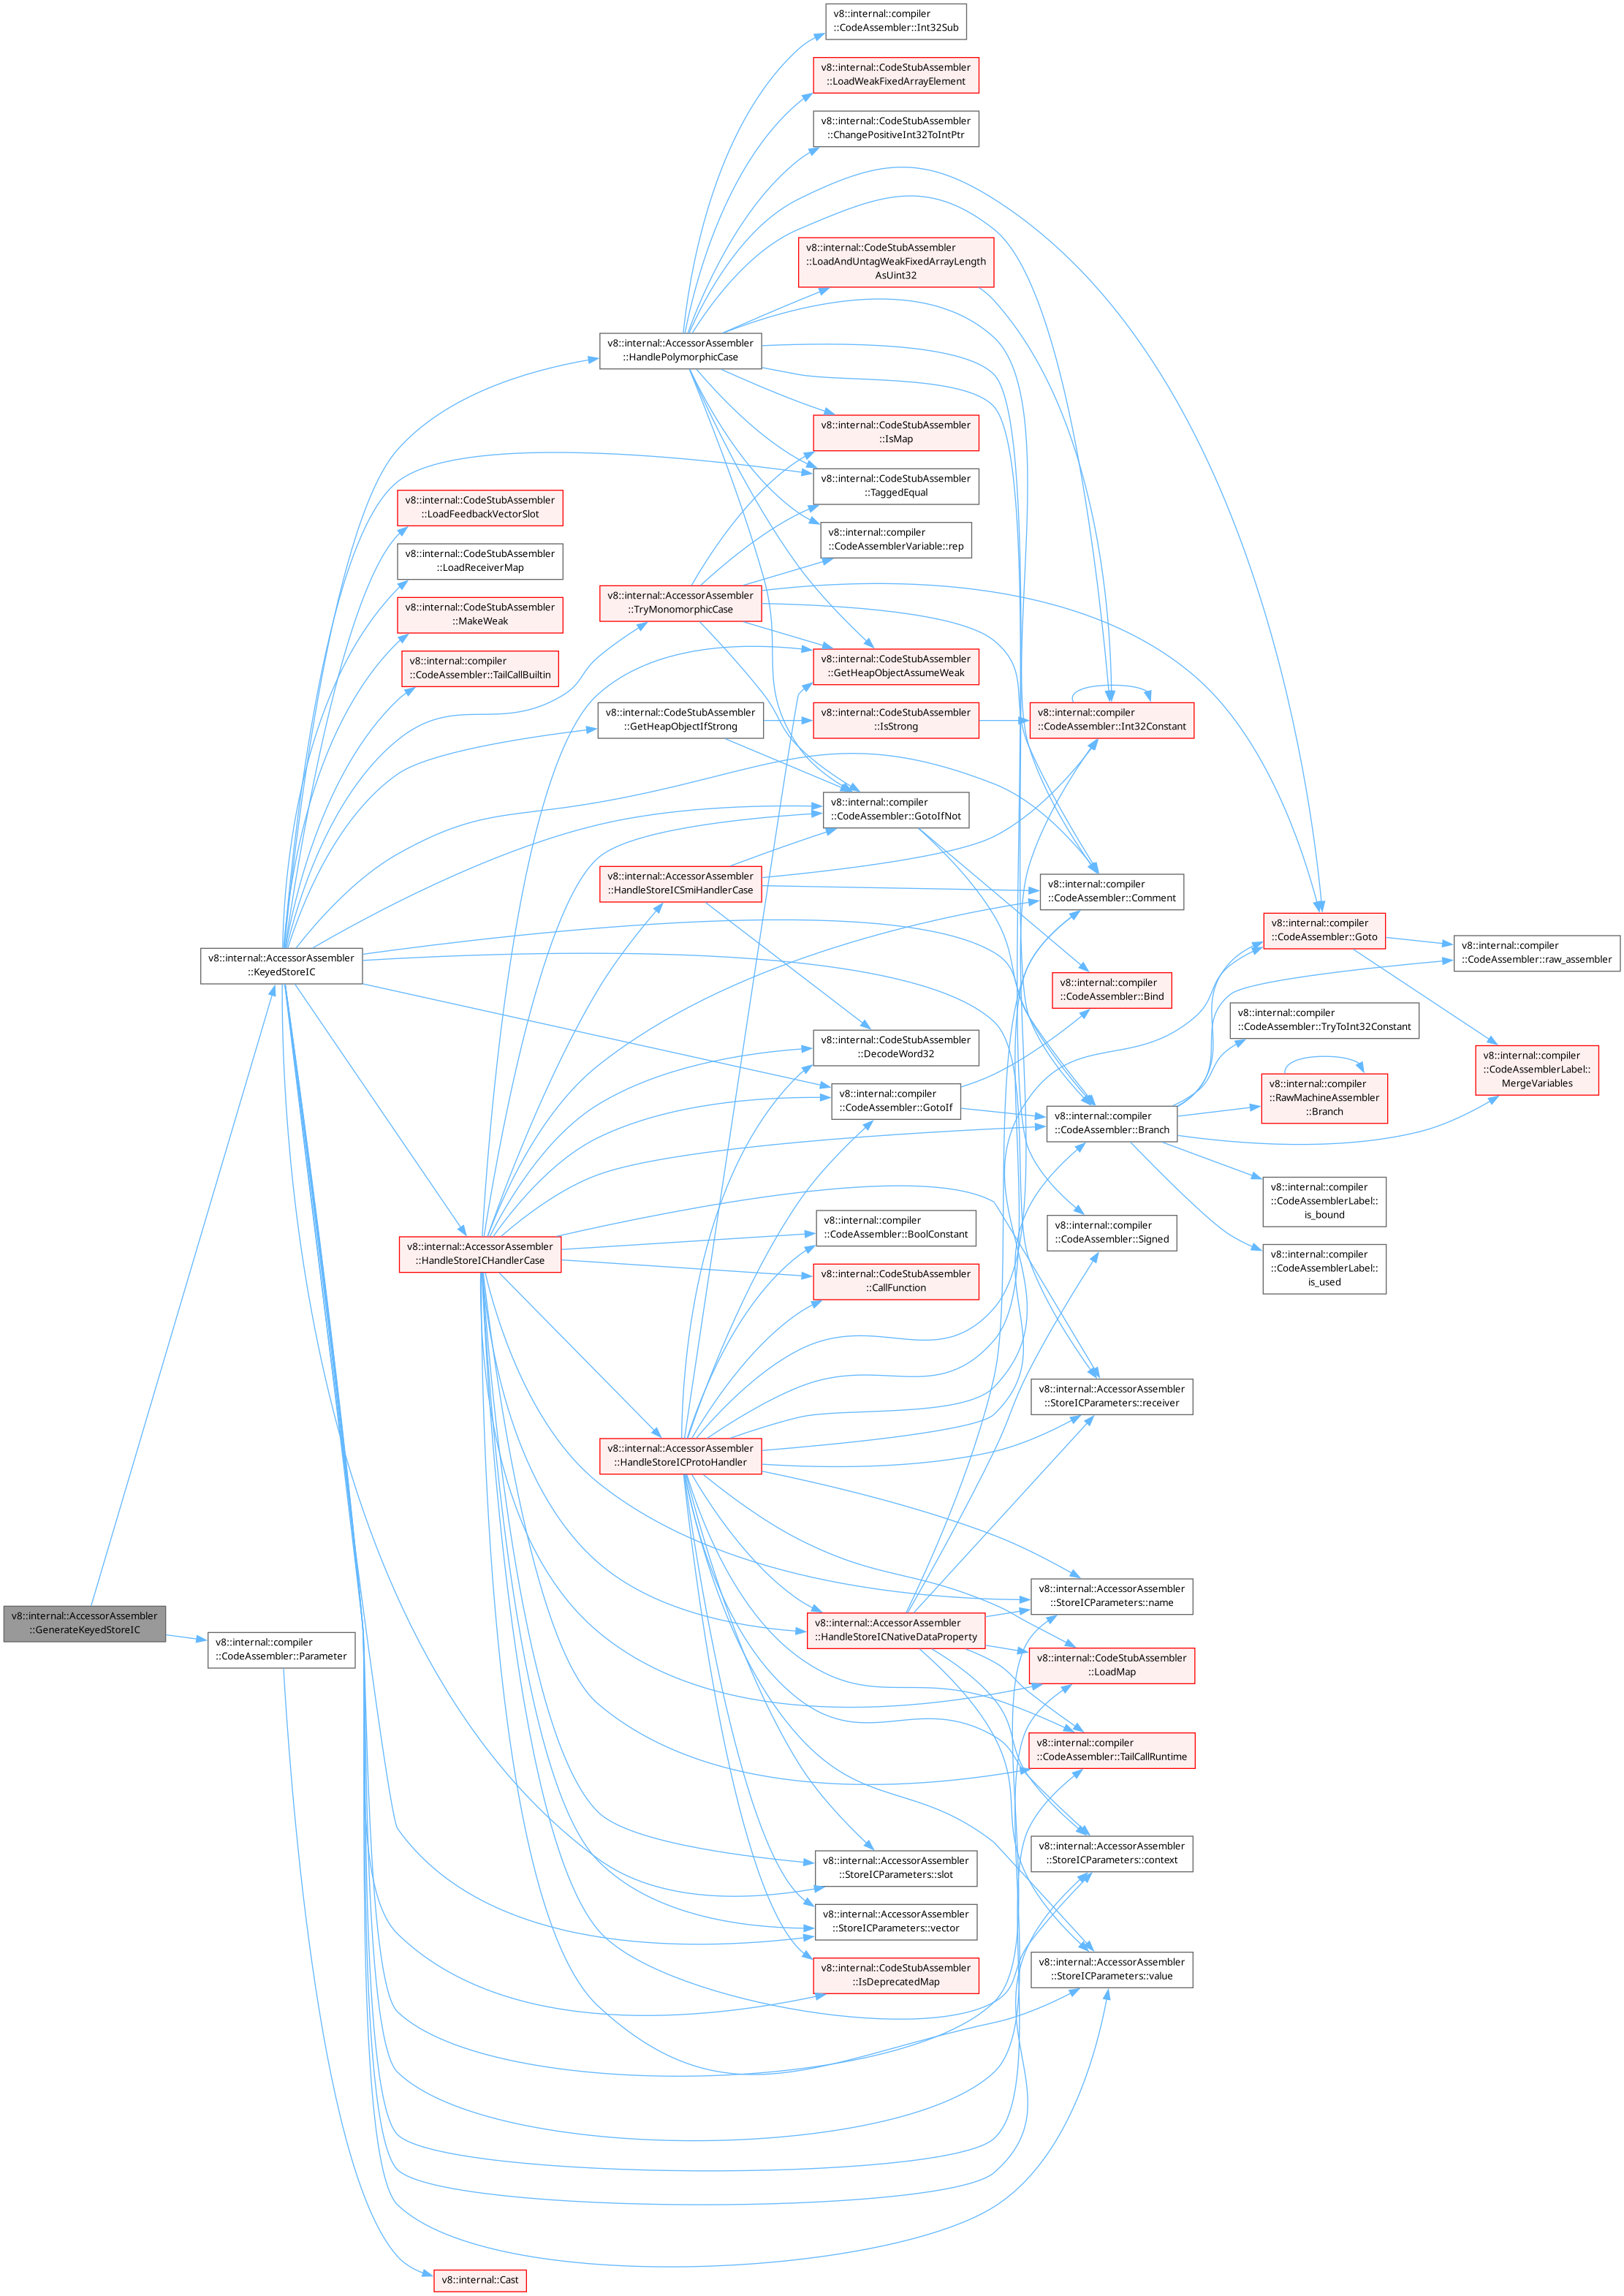 v8::internal::compiler
::CodeAssembler::Int32Sub
v8::internal::CodeStubAssembler
::LoadWeakFixedArrayElement
v8::internal::CodeStubAssembler
::ChangePositiveInt32ToIntPtr
v8::internal::CodeStubAssembler
::LoadAndUntagWeakFixedArrayLength
AsUint32
v8::internal::AccessorAssembler
::HandlePolymorphicCase
v8::internal::CodeStubAssembler
::IsMap
v8::internal::CodeStubAssembler
::TaggedEqual
v8::internal::CodeStubAssembler
::LoadFeedbackVectorSlot
v8::internal::compiler
::CodeAssemblerVariable::rep
v8::internal::CodeStubAssembler
::LoadReceiverMap
v8::internal::AccessorAssembler
::TryMonomorphicCase
v8::internal::CodeStubAssembler
::MakeWeak
v8::internal::compiler
::CodeAssembler::TailCallBuiltin
v8::internal::CodeStubAssembler
::GetHeapObjectAssumeWeak
v8::internal::CodeStubAssembler
::GetHeapObjectIfStrong
v8::internal::CodeStubAssembler
::IsStrong
v8::internal::compiler
::CodeAssembler::Int32Constant
v8::internal::compiler
::CodeAssembler::GotoIfNot
v8::internal::AccessorAssembler
::HandleStoreICSmiHandlerCase
v8::internal::compiler
::CodeAssembler::Comment
v8::internal::compiler
::CodeAssembler::Goto
v8::internal::compiler
::CodeAssembler::raw_assembler
v8::internal::AccessorAssembler
::KeyedStoreIC
v8::internal::compiler
::CodeAssembler::Bind
v8::internal::compiler
::CodeAssembler::TryToInt32Constant
v8::internal::CodeStubAssembler
::DecodeWord32
v8::internal::compiler
::CodeAssemblerLabel::
MergeVariables
v8::internal::compiler
::RawMachineAssembler
::Branch
v8::internal::compiler
::CodeAssembler::GotoIf
v8::internal::compiler
::CodeAssembler::Branch
v8::internal::compiler
::CodeAssemblerLabel::
is_bound
v8::internal::compiler
::CodeAssembler::BoolConstant
v8::internal::compiler
::CodeAssembler::Signed
v8::internal::AccessorAssembler
::HandleStoreICHandlerCase
v8::internal::compiler
::CodeAssemblerLabel::
is_used
v8::internal::CodeStubAssembler
::CallFunction
v8::internal::AccessorAssembler
::StoreICParameters::receiver
v8::internal::AccessorAssembler
::HandleStoreICProtoHandler
v8::internal::AccessorAssembler
::StoreICParameters::name
v8::internal::AccessorAssembler
::GenerateKeyedStoreIC
v8::internal::AccessorAssembler
::HandleStoreICNativeDataProperty
v8::internal::compiler
::CodeAssembler::Parameter
v8::internal::CodeStubAssembler
::LoadMap
v8::internal::compiler
::CodeAssembler::TailCallRuntime
v8::internal::AccessorAssembler
::StoreICParameters::context
v8::internal::AccessorAssembler
::StoreICParameters::slot
v8::internal::AccessorAssembler
::StoreICParameters::vector
v8::internal::AccessorAssembler
::StoreICParameters::value
v8::internal::CodeStubAssembler
::IsDeprecatedMap
v8::internal::Cast